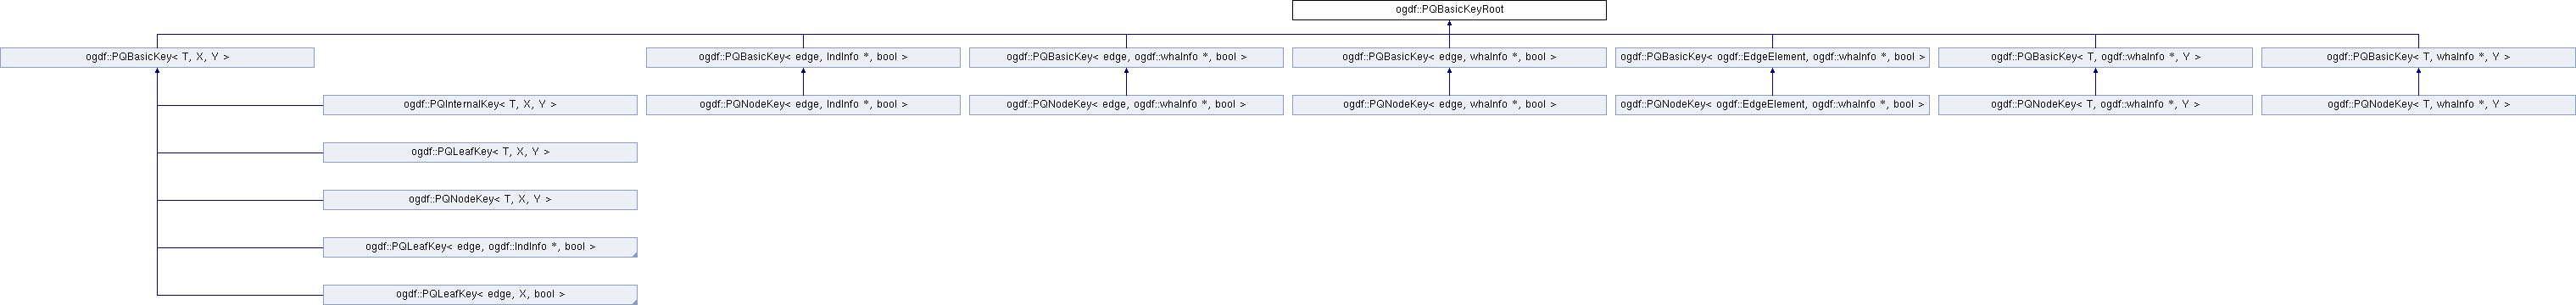 ogdf::PQBasicKeyRoot
ogdf::PQBasicKey< T, X, Y >
ogdf::PQBasicKey< edge, IndInfo *, bool >
ogdf::PQBasicKey< edge, ogdf::whaInfo *, bool >
ogdf::PQBasicKey< edge, whaInfo *, bool >
ogdf::PQBasicKey< ogdf::EdgeElement, ogdf::whaInfo *, bool >
ogdf::PQBasicKey< T, ogdf::whaInfo *, Y >
ogdf::PQBasicKey< T, whaInfo *, Y >
ogdf::PQInternalKey< T, X, Y >
ogdf::PQNodeKey< edge, IndInfo *, bool >
ogdf::PQNodeKey< edge, ogdf::whaInfo *, bool >
ogdf::PQNodeKey< edge, whaInfo *, bool >
ogdf::PQNodeKey< ogdf::EdgeElement, ogdf::whaInfo *, bool >
ogdf::PQNodeKey< T, ogdf::whaInfo *, Y >
ogdf::PQNodeKey< T, whaInfo *, Y >
ogdf::PQLeafKey< T, X, Y >
ogdf::PQNodeKey< T, X, Y >
ogdf::PQLeafKey< edge, ogdf::IndInfo *, bool >
ogdf::PQLeafKey< edge, X, bool >